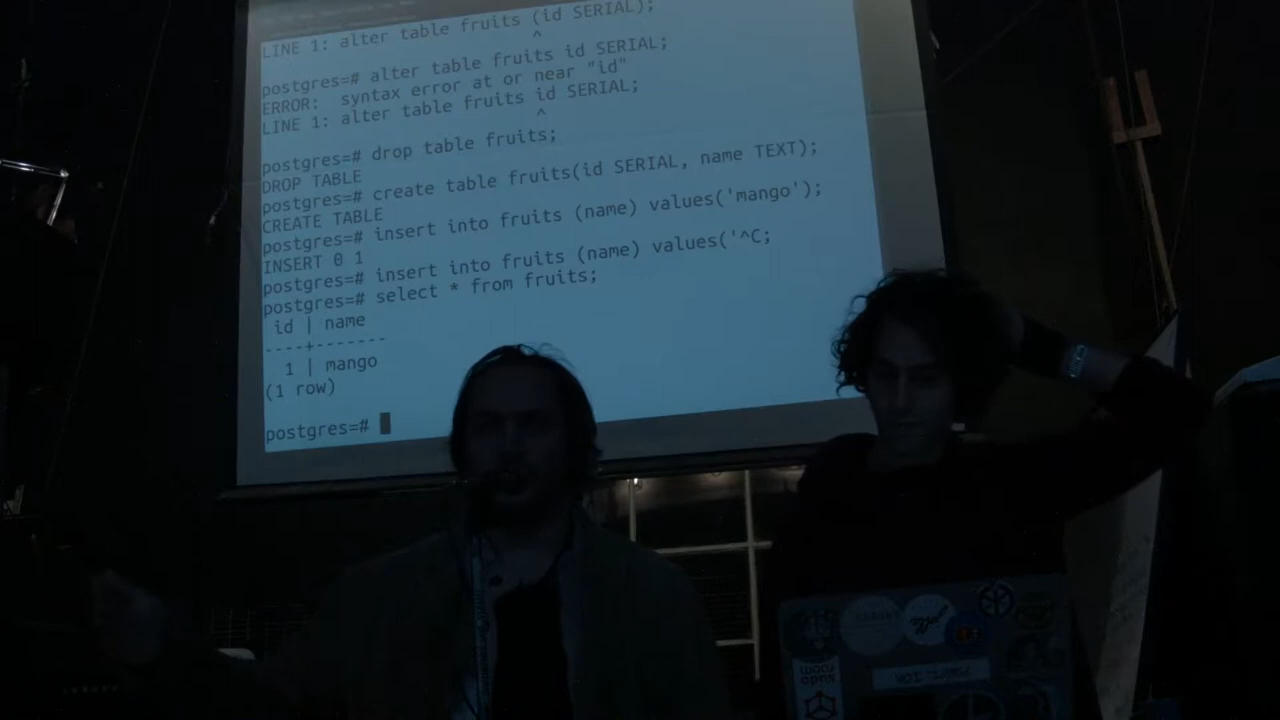 LINE 1: alter table fruits (id SERIAL);
^
postgres=# alter table fruits id SERIAL;
ERROR:  syntax error at or near "id"
LINE 1: alter table fruits id SERIAL;
^
postgres=# drop table fruits;
DROP TABLE
postgres=# create table fruits(id SERIAL, name TEXT);
CREATE TABLE
postgres=# insert into fruits (name) values('mango');
INSERT 0 1
postgres=# insert into fruits (name) values('^C;
postgres=# select * from fruits;
id | name
----+-------
1 | mango
(1 row)
postgres=#